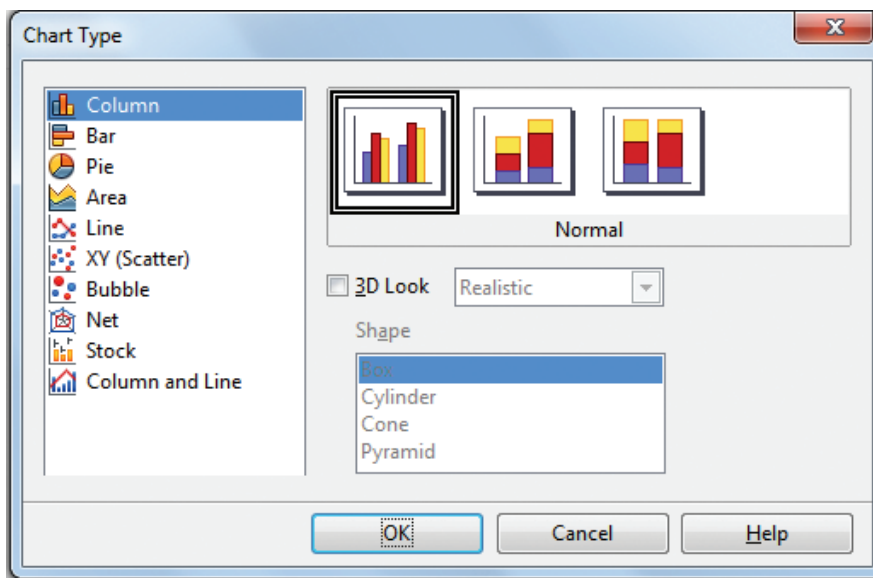 Chart Type
Column
Bar
Pie
Area
Line
XY (Scatter)
Bubble
Net
Stock
Column and Line
Normal
3D Look
Realistic
Shape
Box
Cylinder
Cone
Pyramid
OK
Cancel
Help